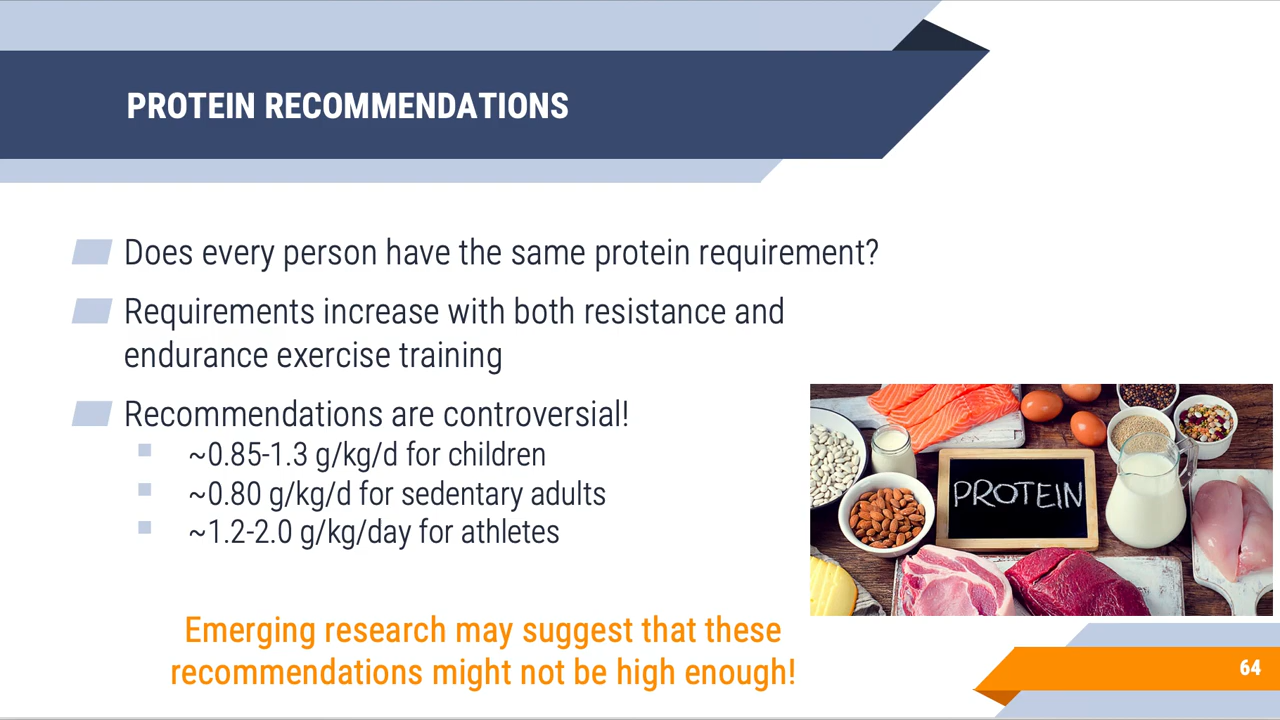 PROTEIN RECOMMENDATIONS
Does every person have the same protein requirement?
Requirements increase with both resistance and
endurance exercise training
Recommendations are controversial!
~0.85-1.3 g/kg/d for children
~0.80 g/kg/d for sedentary adults
~1.2-2.0 g/kg/day for athletes
PROTEIN
Emerging research may suggest that these
recommendations might not be high enough!
64